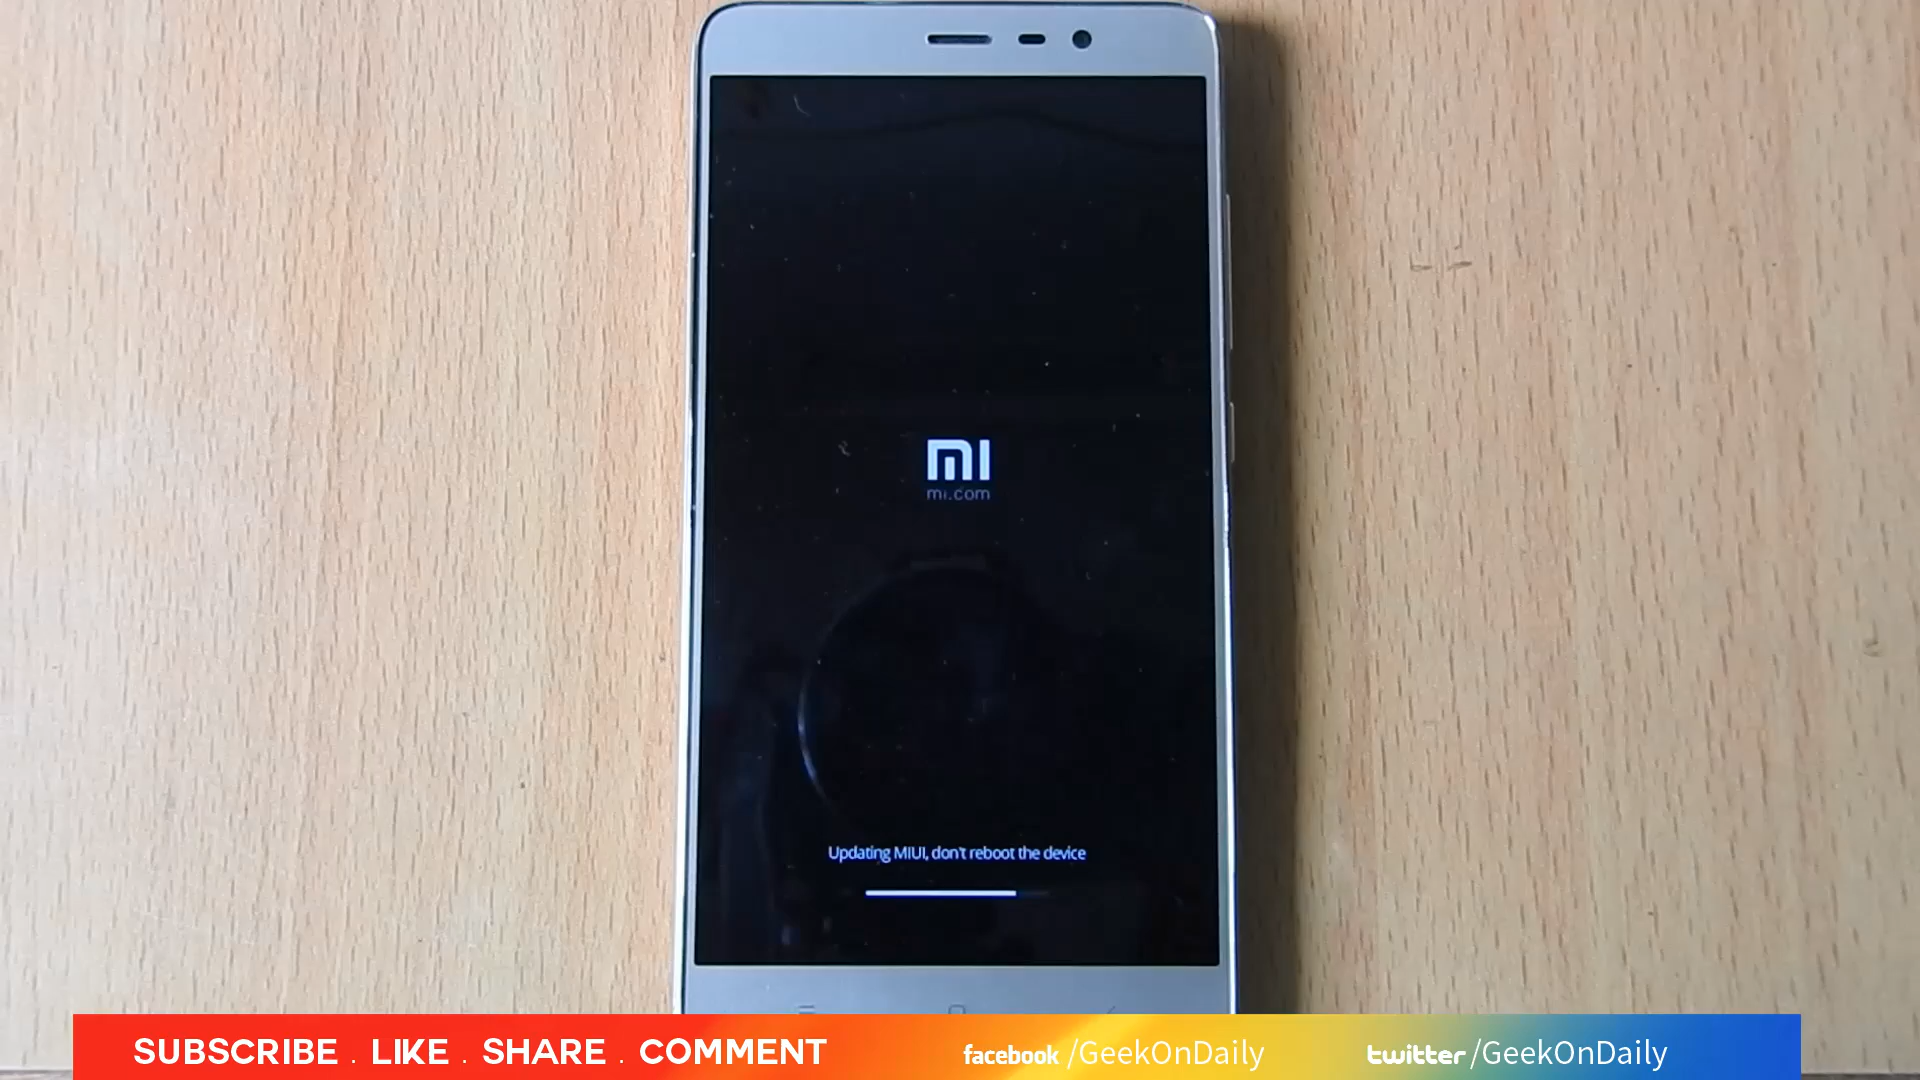 mi
mi.com
Updating MIUI, don't reboot the device
SUBSCRIBE . LIKE . SHARE . COMMENT
facebook /GeekOnDaily
twitter /GeekOnDaily